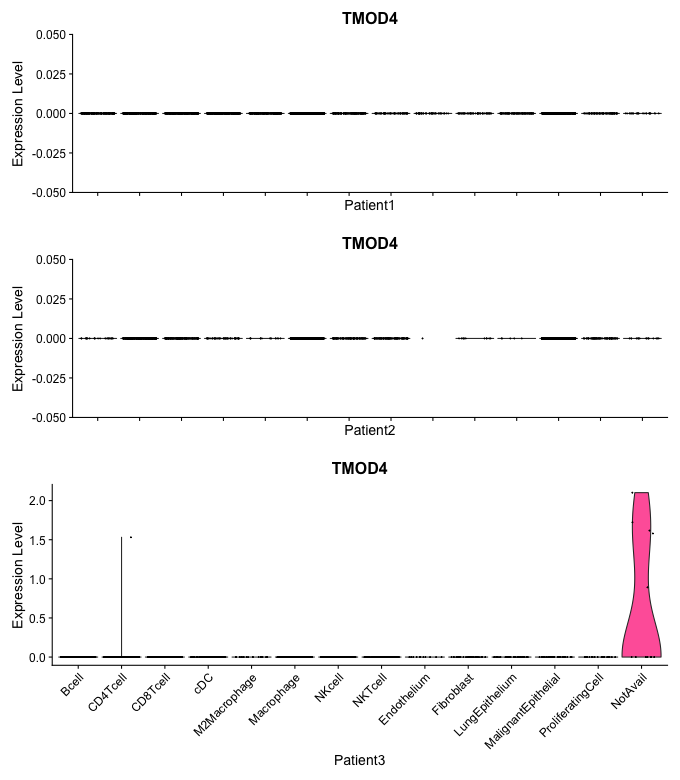 TMOD4
Expression Level
0.050
0.025
0.000
-0.025
-0.050
Patient1
TMOD4
Expression Level
0.050
0.025
0.000
-0.025
-0.050
Patient2
TMOD4
Expression Level
2.0
1.5
1.0
0.5
0.0
Bcell
CD4Tcell
CD8Tcell
cDC
M2Macrophage
Macrophage
NKcell
NKTcell
Endothelium
Fibroblast
LungEpithelium
MalignantEpithelial
ProliferatingCell
NotAvail
Patient3